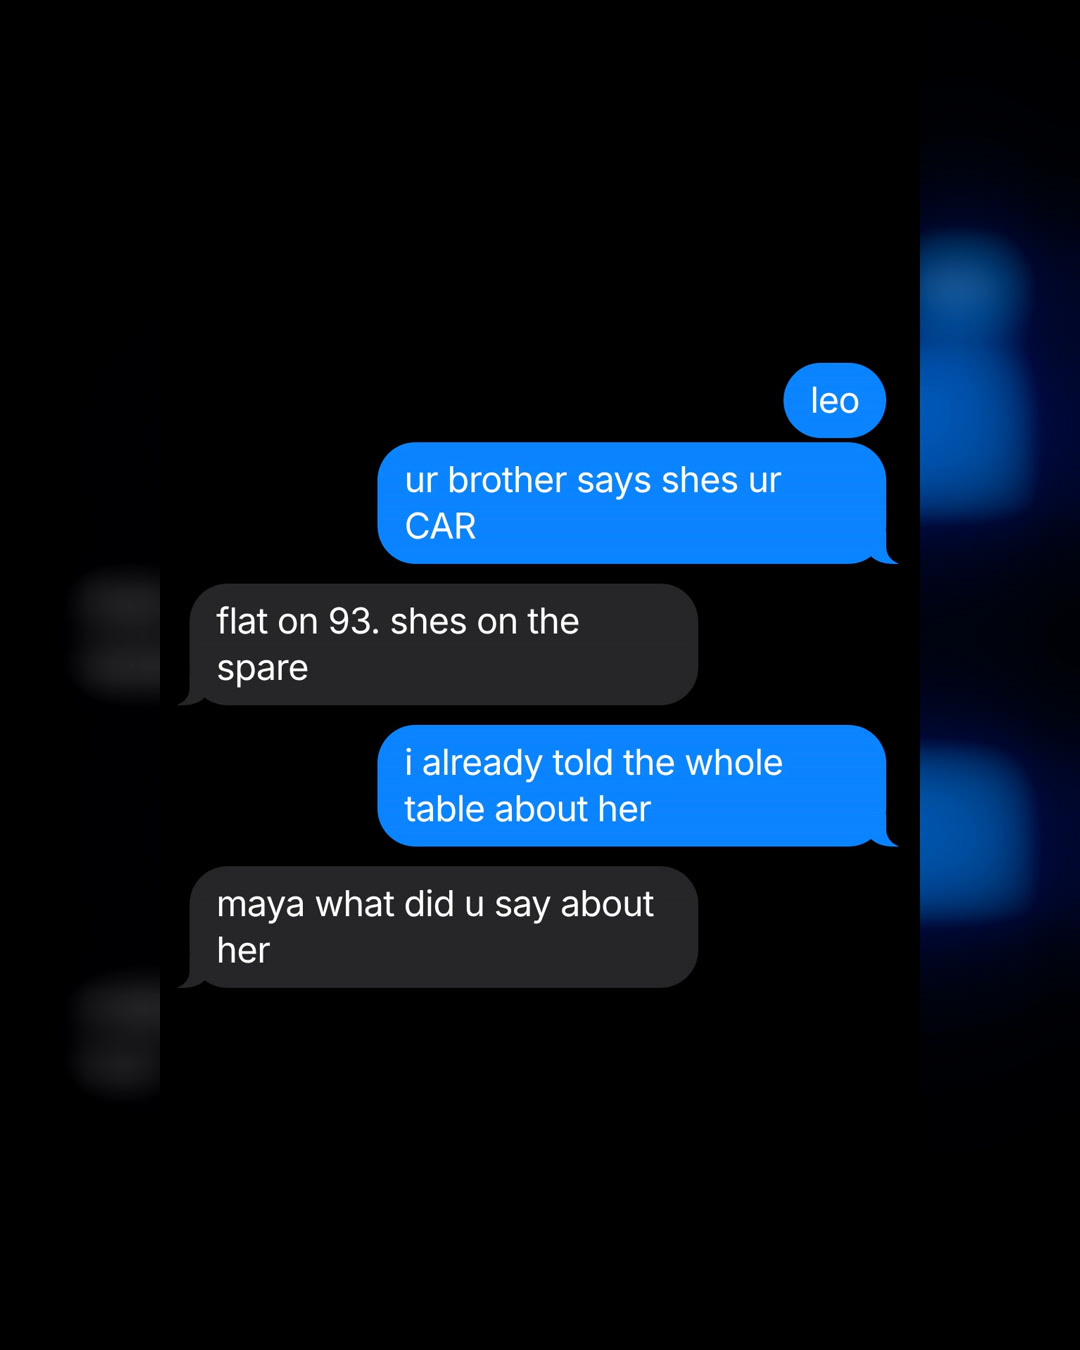 leo
ur brother says shes ur
CAR
flat on 93. shes on the
spare
i already told the whole
table about her
maya what did u say about
her